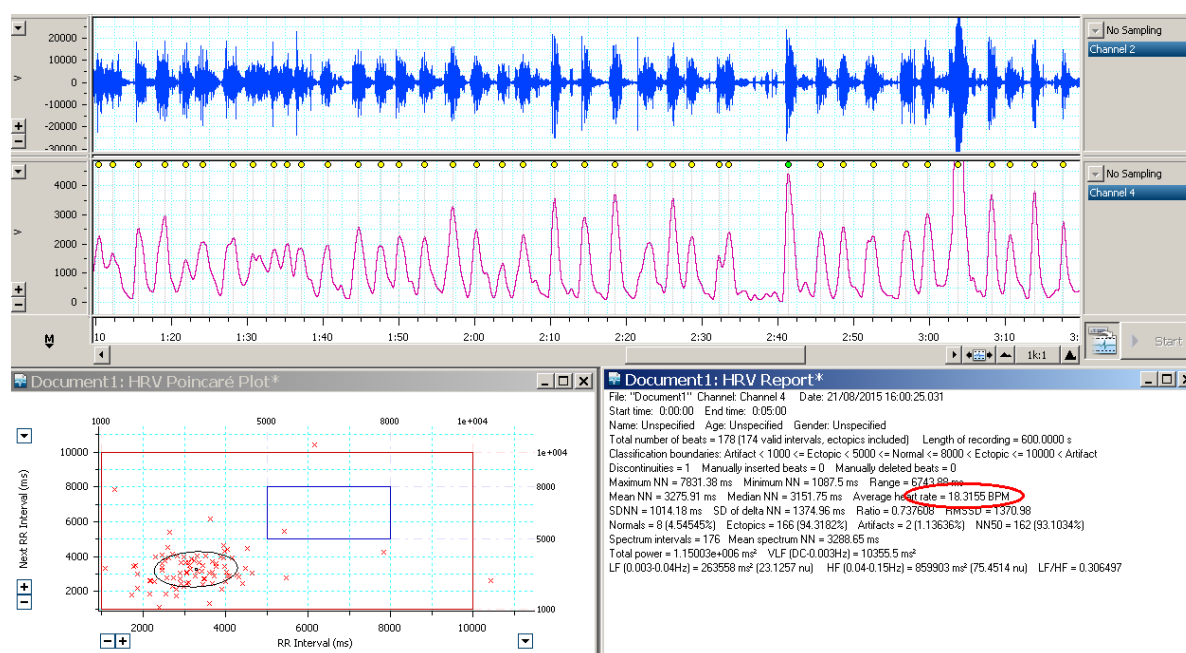 20000
10000
0
-10000
-20000
-30000
No Sampling
Channel 2
4000
3000
2000
1000
0
No Sampling
Channel 4
M
10 1:20 1:30 1:40 1:50 2:00 2:10 2:20 2:30 2:40 2:50 3:00 3:10 3:
1k:1
Start
Document1: HRV Poincaré Plot*
1000 5000 8000 1e+004
10000 1e+004
8000 8000
6000
5000
4000
2000
1000
2000 4000 6000 8000 10000
Next RR Interval (ms)
RR Interval (ms)
Document1: HRV Report*
File: "Document1" Channel: Channel 4 Date: 21/08/2015 16:00:25.031
Start time: 0:00:00 End time: 0:05:00
Name: Unspecified Age: Unspecified Gender: Unspecified
Total number of beats = 178 (174 valid intervals, ectopics included) Length of recording = 600.0000 s
Classification boundaries: Artifact < 1000 <= Ectopic < 5000 <= Normal <= 8000 < Ectopic <= 10000 < Artifact
Discontinuities = 1 Manually inserted beats = 0 Manually deleted beats = 0
Maximum NN = 7831.38 ms Minimum NN = 1087.5 ms Range = 6743.88 ms
Mean NN = 3275.91 ms Median NN = 3151.75 ms Average heart rate = 18.3155 BPM
SDNN = 1014.18 ms SD of delta NN = 1374.96 ms Ratio = 0.737608 RMSSD = 1370.98
Normals = 8 (4.54545%) Ectopics = 166 (94.3182%) Artifacts = 2 (1.13636%) NN50 = 162 (93.1034%)
Spectrum intervals = 176 Mean spectrum NN = 3288.65 ms
Total power = 1.15003e+006 ms² VLF (DC-0.003Hz) = 10355.5 ms²
LF (0.003-0.04Hz) = 263558 ms² (23.1257 nu) HF (0.04-0.15Hz) = 859903 ms² (75.4514 nu) LF/HF = 0.306497